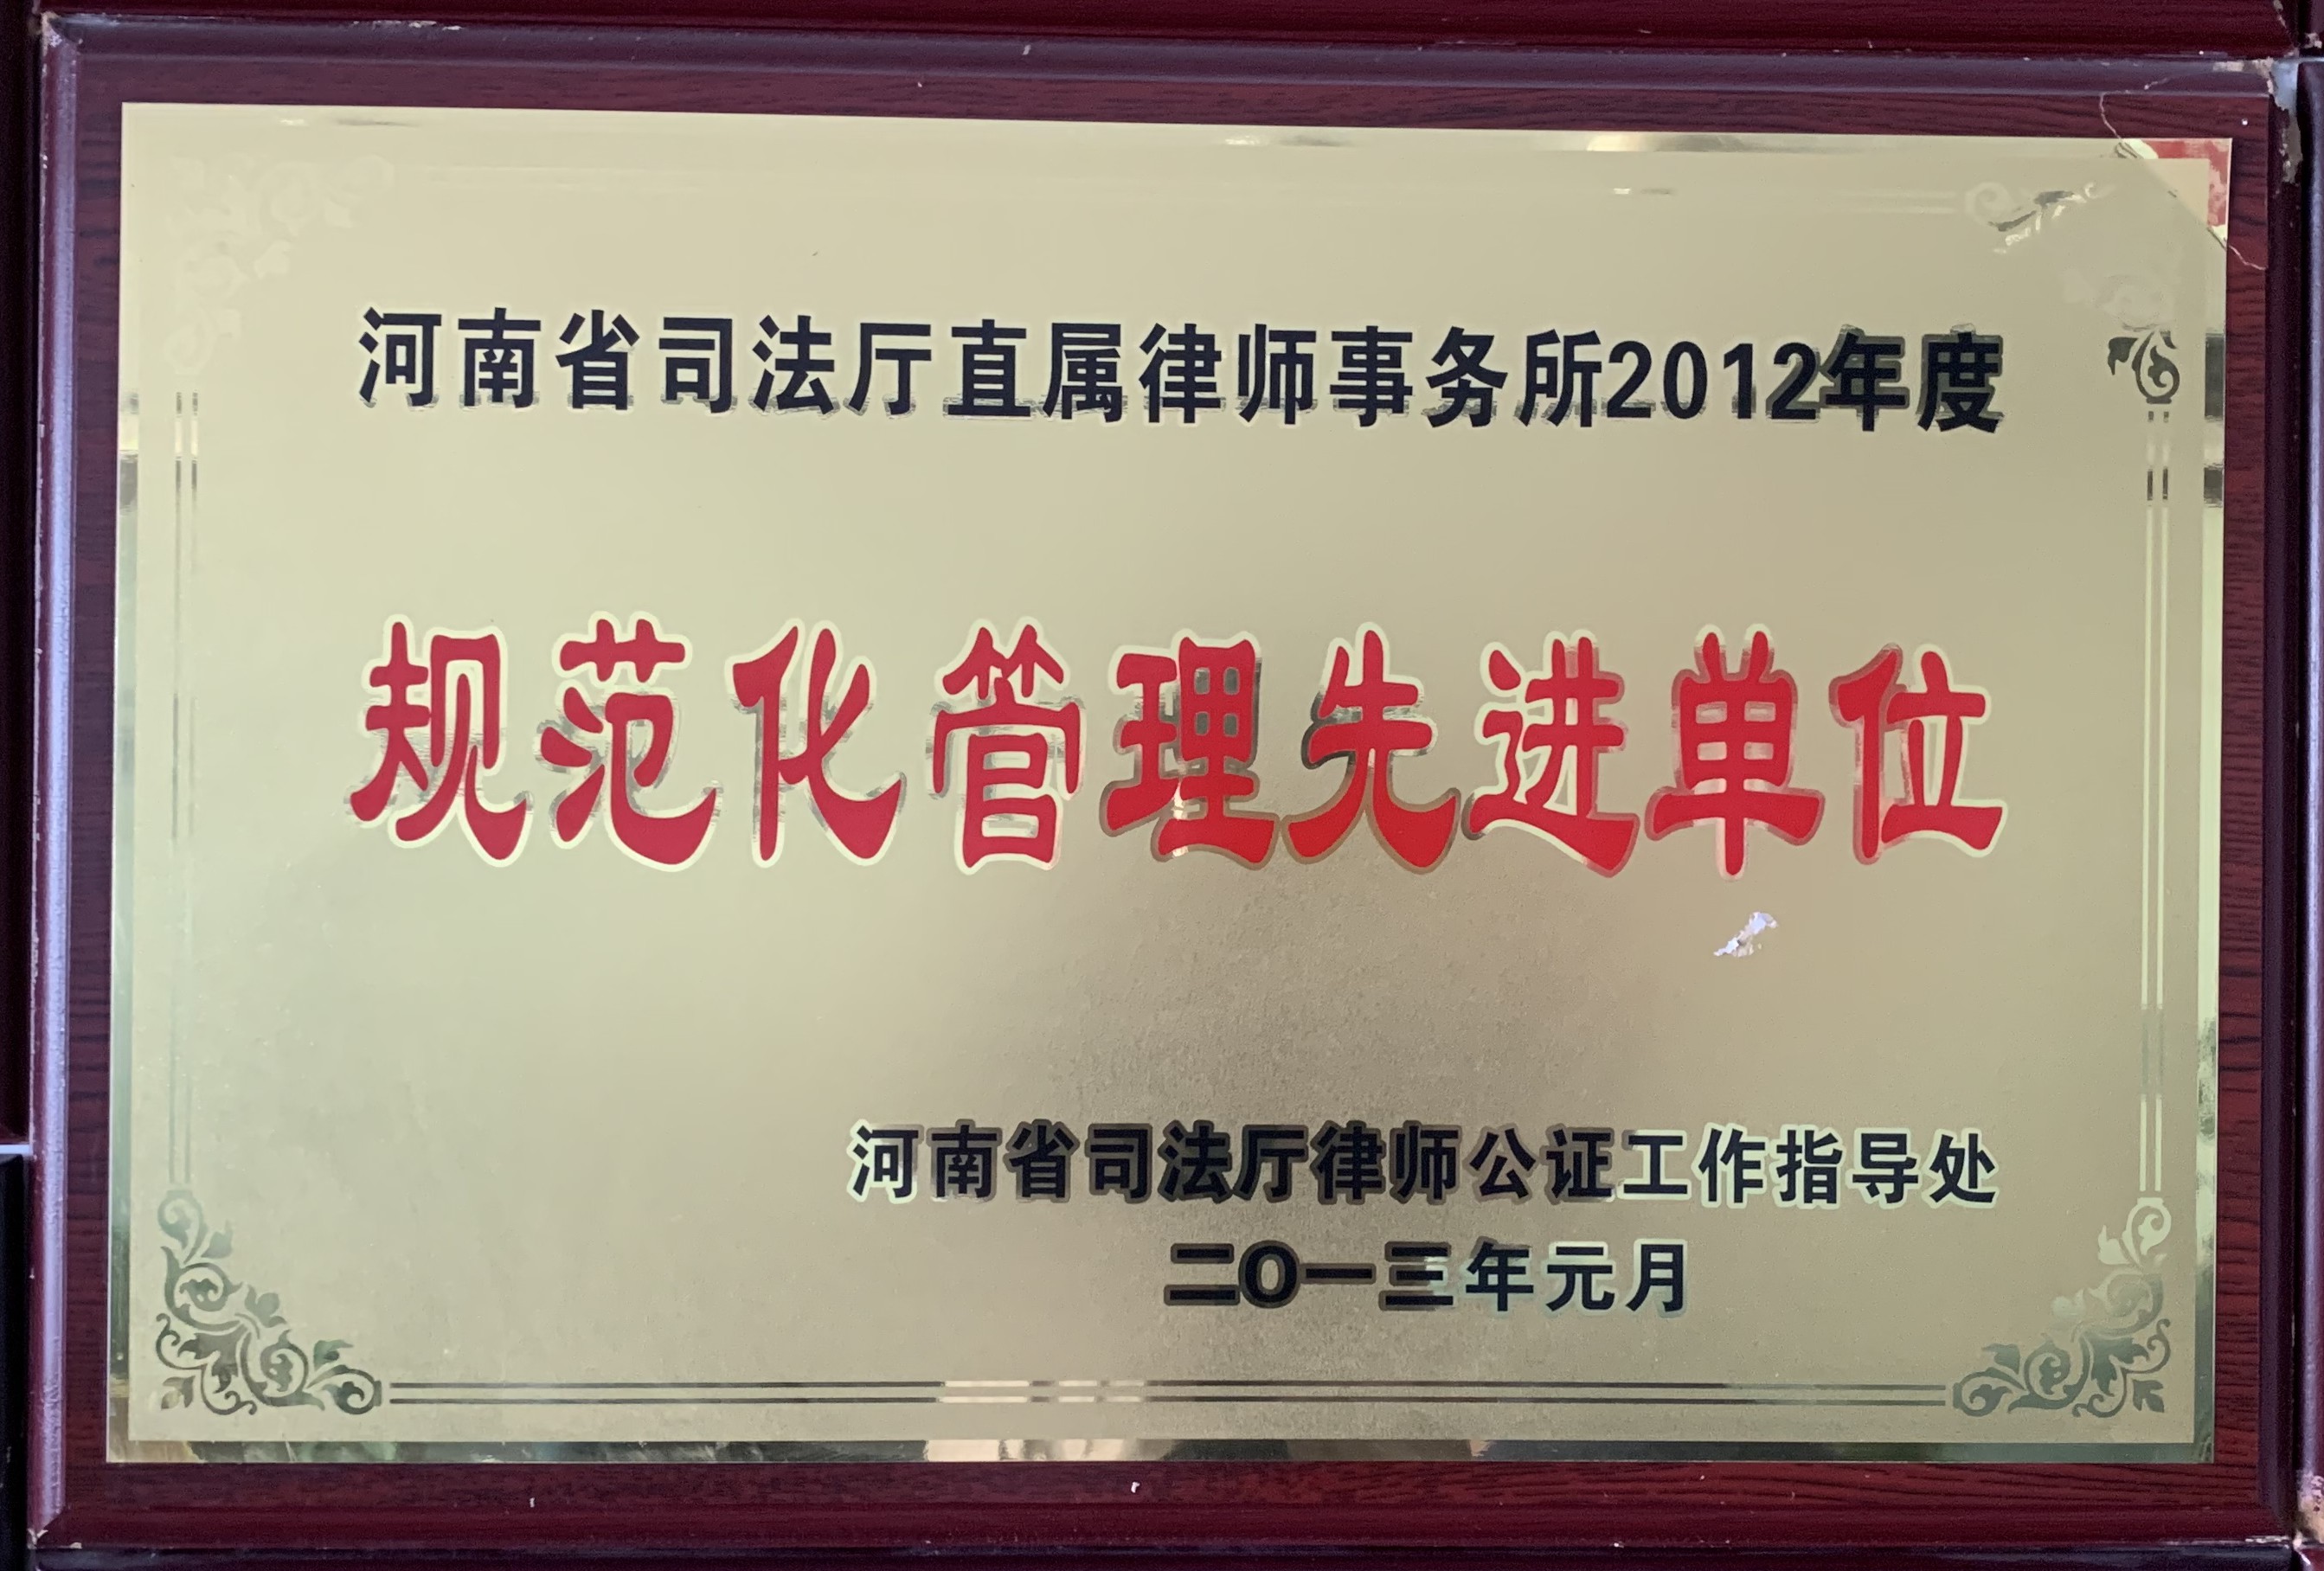 河南省司法厅直属律师事务所2012年度
规范化管理先进单位
河南省司法厅律师公证工作指导处
二〇一三年元月